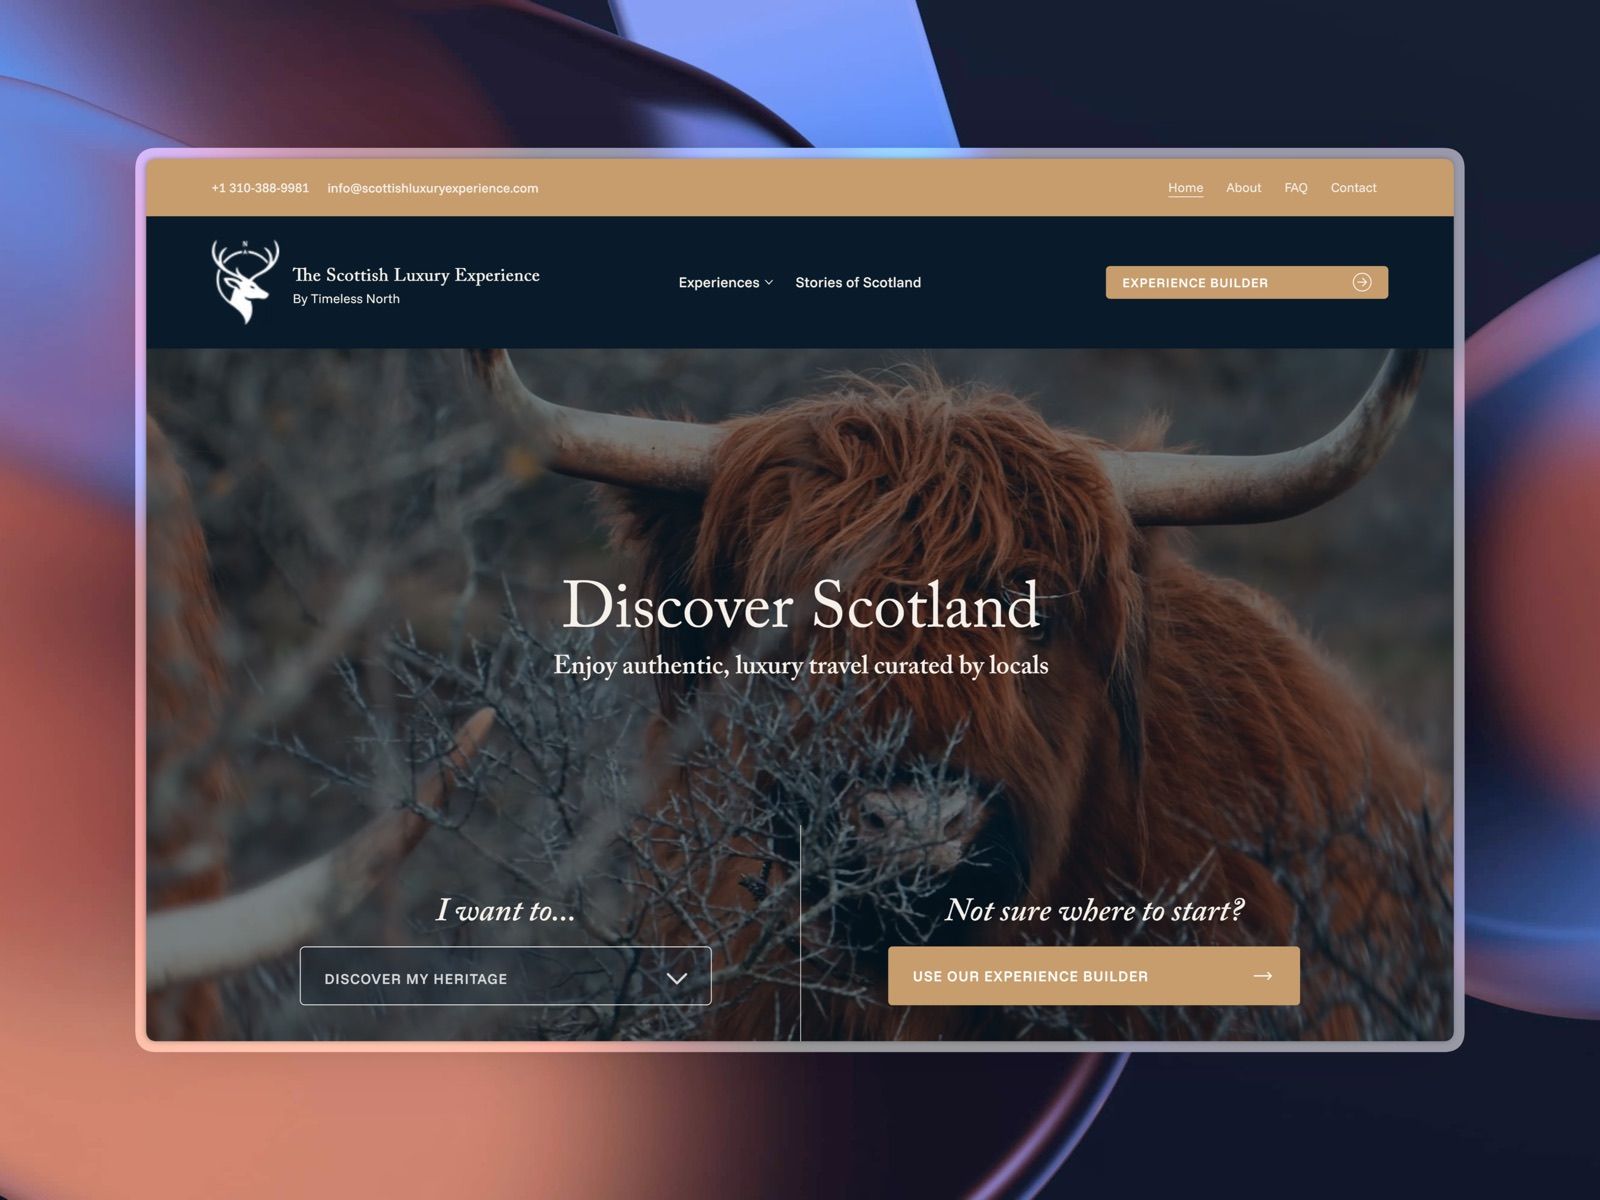 +1 310-388-9981 info@scottishluxuryexperience.com Home About FAQ Contact
N
The Scottish Luxury Experience
By Timeless North
Experiences Stories of Scotland
EXPERIENCE BUILDER
Discover Scotland
Enjoy authentic, luxury travel curated by locals
I want to...
DISCOVER MY HERITAGE
Not sure where to start?
USE OUR EXPERIENCE BUILDER